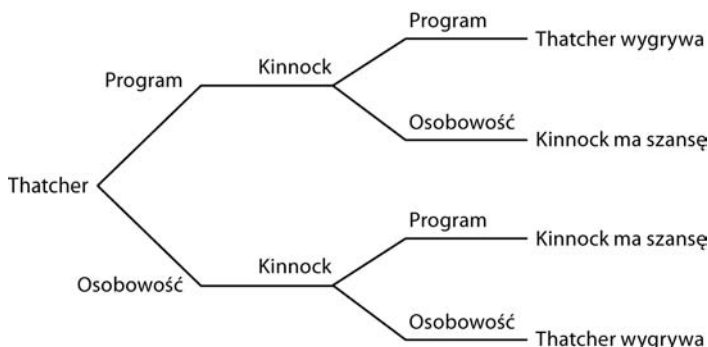 Program
Thatcher wygrywa
Kinnock
Program
Osobowość
Kinnock ma szansę
Thatcher
Program
Kinnock ma szansę
Kinnock
Osobowość
Osobowość
Thatcher wygrywa